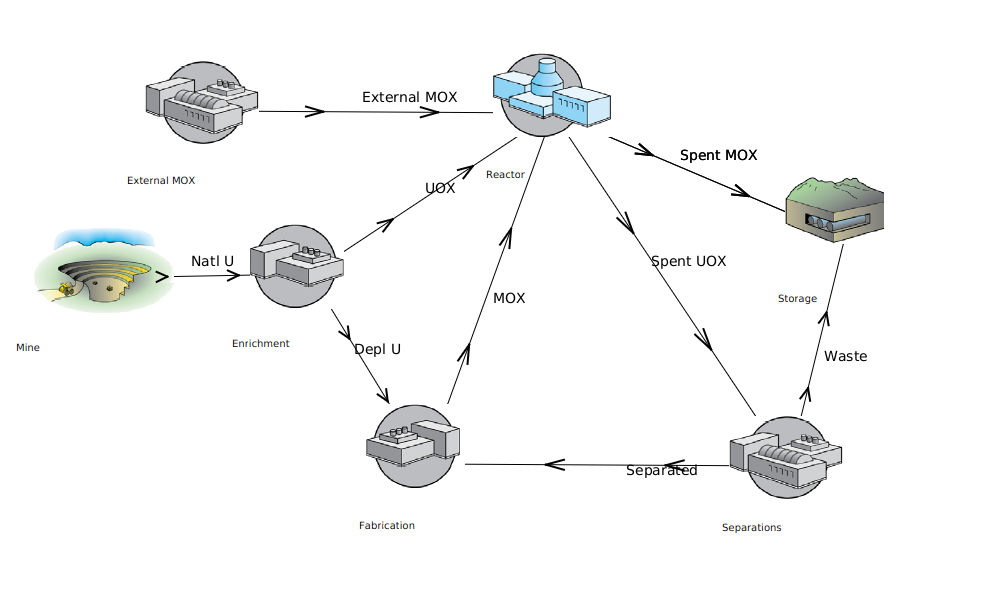 External MOX
Spent MOX
Reactor
External MOX
UOX
Natl U
Spent UOX
MOX
Storage
Enrichment
Mine
Depl U
Waste
Separated
Fabrication
Separations